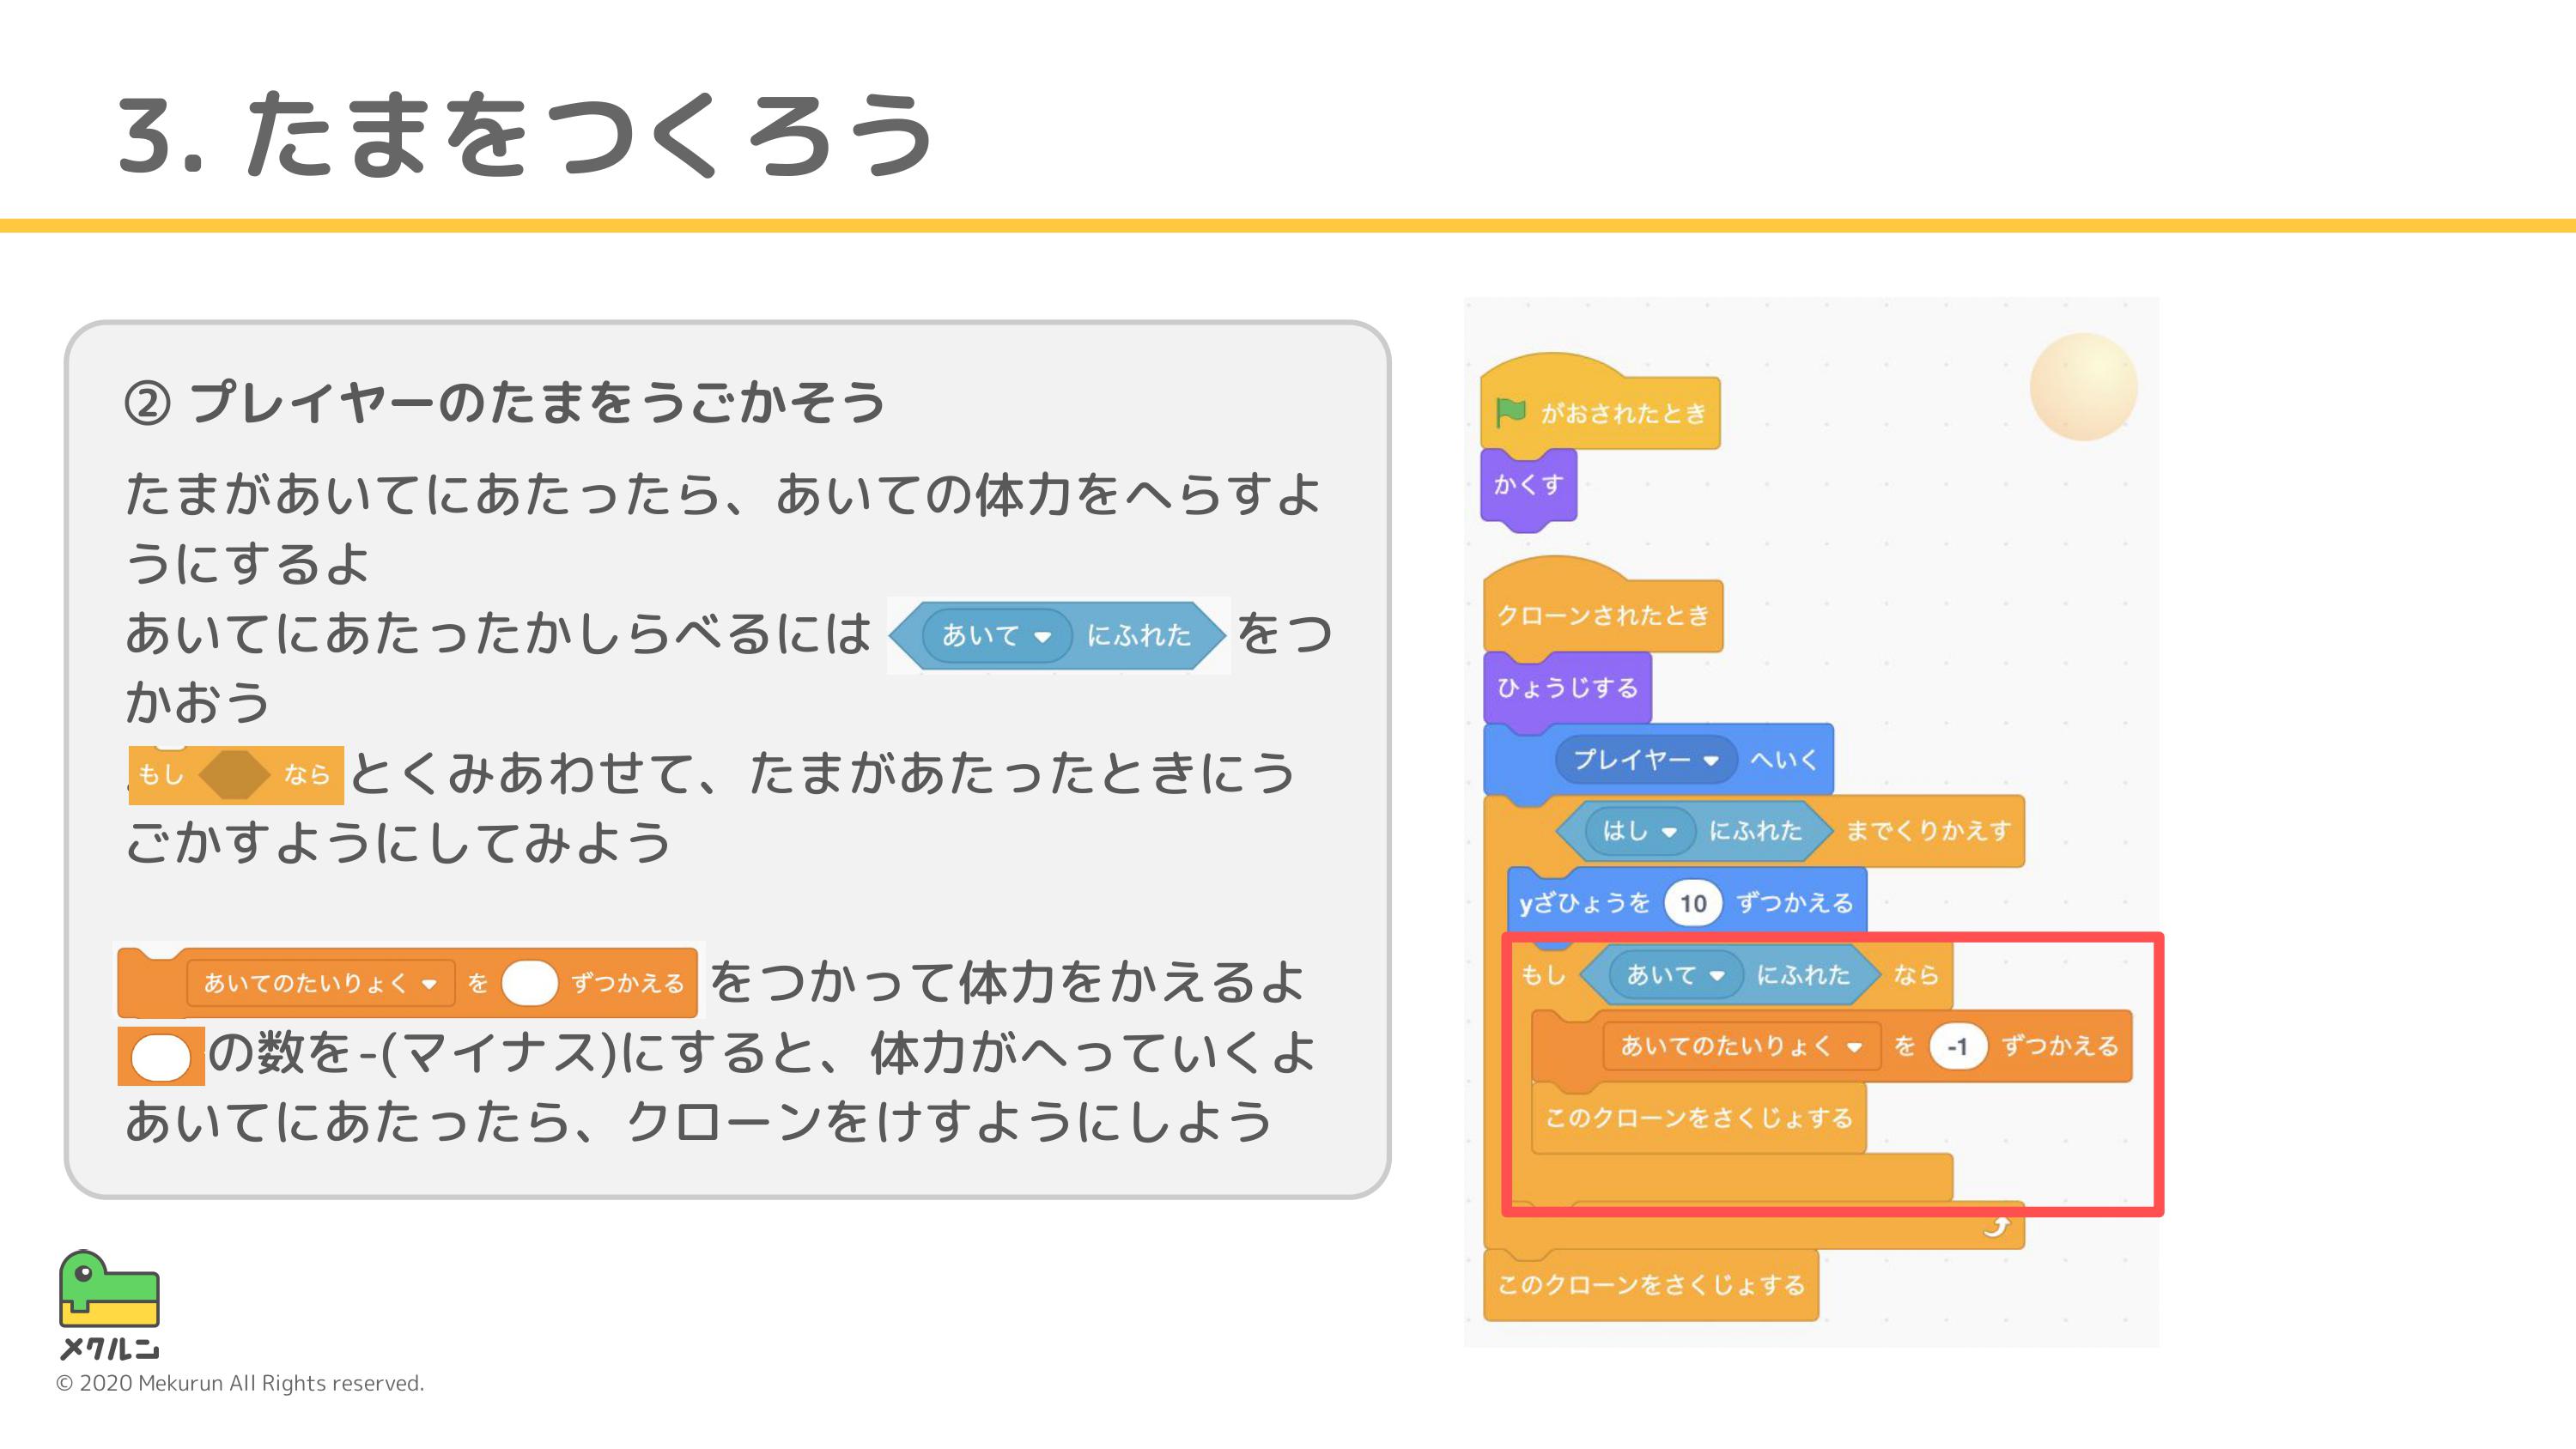 3. たまをつくろう
② プレイヤーのたまをうごかそう
たまがあいてにあたったら、あいての体力をへらすよ
うにするよ
あいてにあたったかしらべるには あいて にふれた をつ
かおう
もし なら とくみあわせて、たまがあたったときにう
ごかすようにしてみよう
あいてのたいりょく を ずつかえる をつかって体力をかえるよ
の数を-(マイナス)にすると、体力がへっていくよ
あいてにあたったら、クローンをけすようにしよう
がおされたとき
かくす
クローンされたとき
ひょうじする
プレイヤー へいく
はし にふれた までくりかえす
yざひょうを 10 ずつかえる
もし あいて にふれた なら
あいてのたいりょく を -1 ずつかえる
このクローンをさくじょする
このクローンをさくじょする
メクルン
© 2020 Mekurun All Rights reserved.